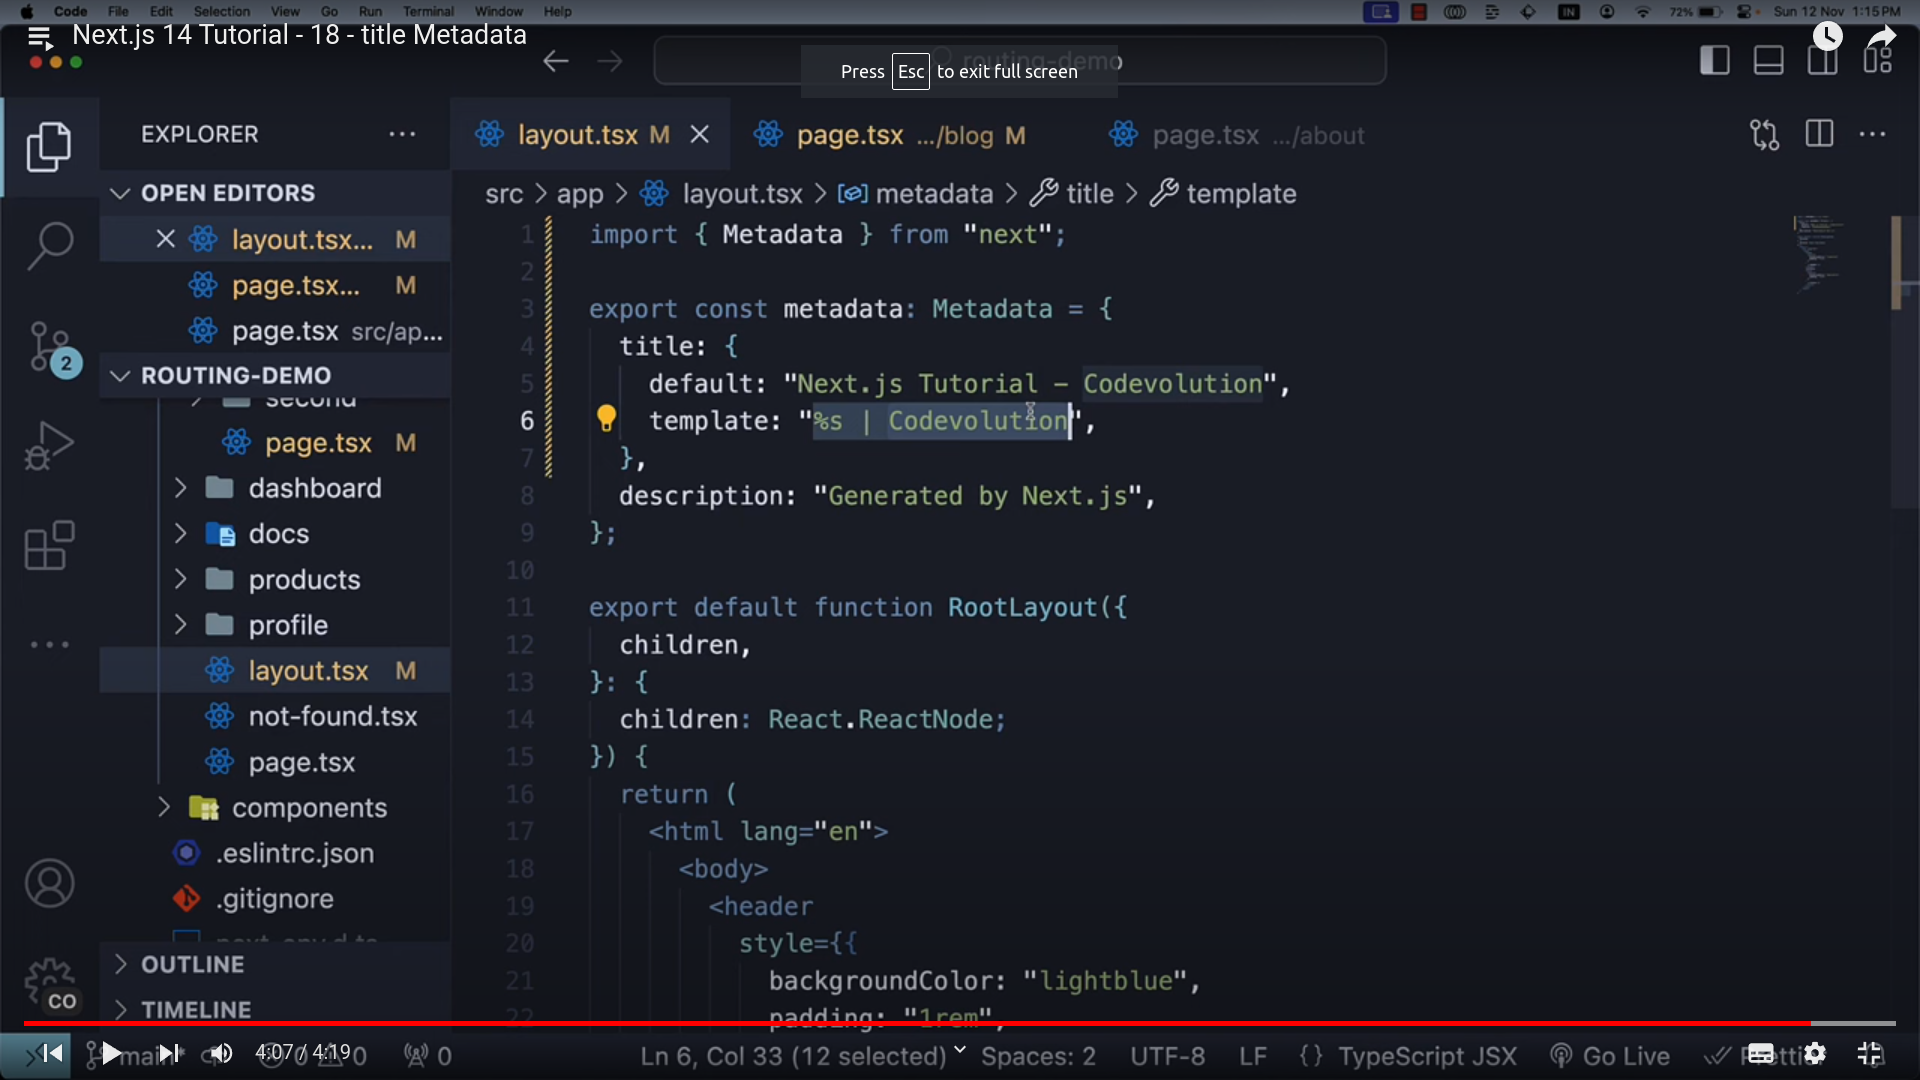 Code File Edit Selection View Go Run Terminal Window Help IN 72% Sun 12 Nov 1:15 PM
Next.js 14 Tutorial - 18 - title Metadata
routing-demo
Press Esc to exit full screen
EXPLORER
layout.tsx M
page.tsx .../blog M
page.tsx .../about
OPEN EDITORS
layout.tsx... M
page.tsx... M
page.tsx src/ap...
ROUTING-DEMO
second
page.tsx M
dashboard
docs
products
profile
layout.tsx M
not-found.tsx
page.tsx
components
.eslintrc.json
.gitignore
OUTLINE
TIMELINE
2
CO
src > app > layout.tsx > metadata > title > template
1 import { Metadata } from "next";
2
3 export const metadata: Metadata = {
4 title: {
5 default: "Next.js Tutorial - Codevolution",
6 template: "%s | Codevolution",
7 },
8 description: "Generated by Next.js",
9 };
10
11 export default function RootLayout({
12 children,
13 }: {
14 children: React.ReactNode;
15 }) {
16 return (
17 <html lang="en">
18 <body>
19 <header
20 style={{
21 backgroundColor: "lightblue",
22 padding: "1rem",
main* 4:07 / 4:19 0 0 Ln 6, Col 33 (12 selected) Spaces: 2 UTF-8 LF {} TypeScript JSX Go Live